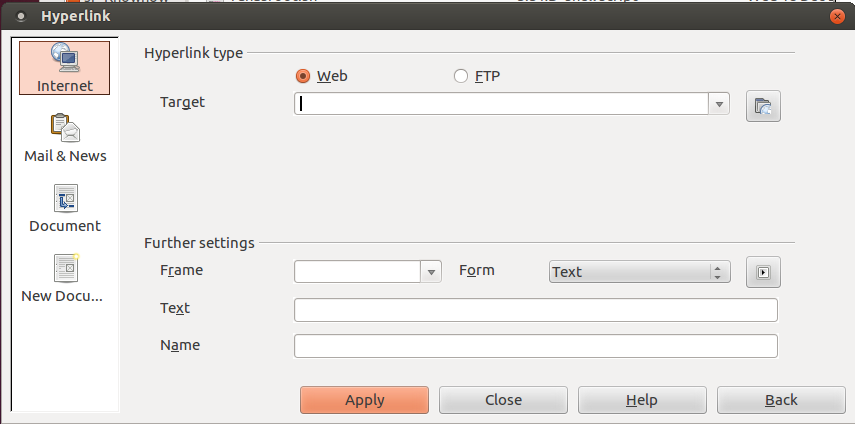 Hyperlink
Internet
Mail & News
Document
New Docu...
Hyperlink type
Web
FTP
Target
Further settings
Frame
Form
Text
Text
Name
Apply
Close
Help
Back